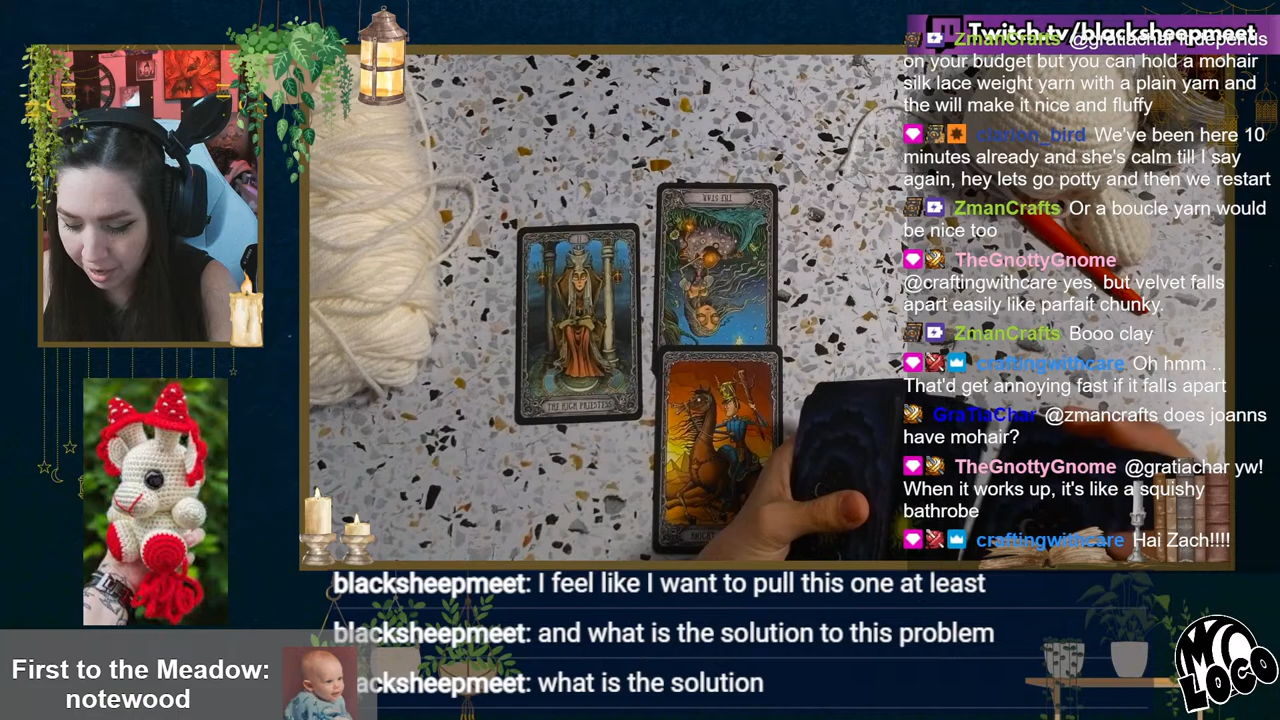 Twitch.tv/blacksheepmeet
ZmanCrafts @gratiachar it depends
on your budget but you can hold a mohair
silk lace weight yarn with a plain yarn and
the will make it nice and fluffy
clarion_bird We've been here 10
minutes already and she's calm till I say
again, hey lets go potty and then we restart
ZmanCrafts Or a boucle yarn would
be nice too
TheGnottyGnome
@craftingwithcare yes, but velvet falls
apart easily like parfait chunky.
ZmanCrafts Booo clay
craftingwithcare Oh hmm ..
That'd get annoying fast if it falls apart
GraTiaChar @zmancrafts does joanns
have mohair?
TheGnottyGnome @gratiachar yw!
When it works up, it's like a squishy
bathrobe
craftingwithcare Hai Zach!!!!
THE STAR
II
THE HIGH PRIESTESS
blacksheepmeet: I feel like I want to pull this one at least
blacksheepmeet: and what is the solution to this problem
acksheepmeet: what is the solution
First to the Meadow:
notewood
MC
LOCO